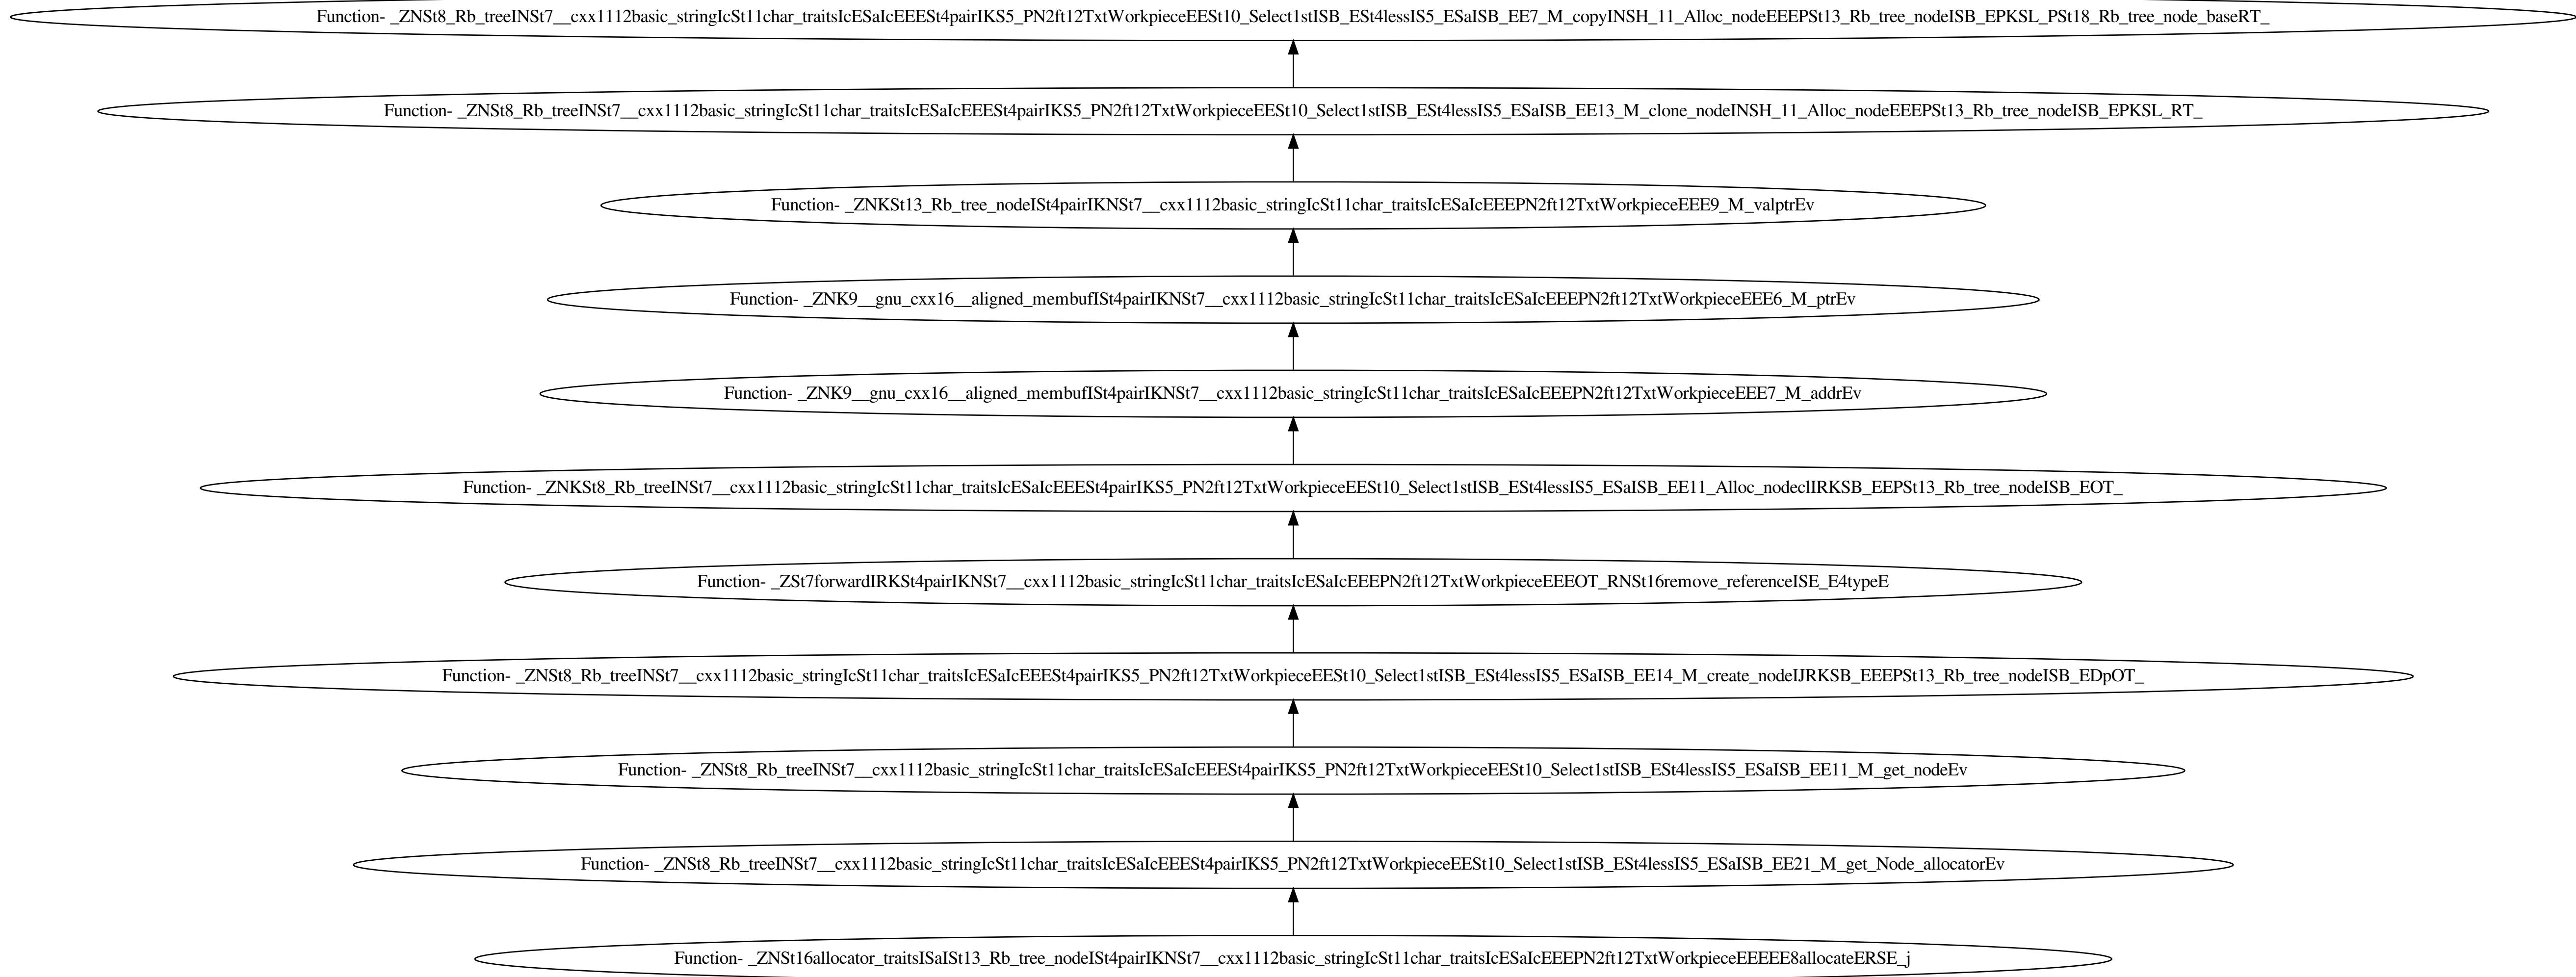 Function- _ZNSt8_Rb_treeINSt7__cxx1112basic_stringIcSt11char_traitsIcESaIcEEESt4pairIKS5_PN2ft12TxtWorkpieceEESt10_Select1stISB_ESt4lessIS5_ESaISB_EE7_M_copyINSH_11_Alloc_nodeEEEPSt13_Rb_tree_nodeISB_EPKSL_PSt18_Rb_tree_node_baseRT_
Function- _ZNSt8_Rb_treeINSt7__cxx1112basic_stringIcSt11char_traitsIcESaIcEEESt4pairIKS5_PN2ft12TxtWorkpieceEESt10_Select1stISB_ESt4lessIS5_ESaISB_EE13_M_clone_nodeINSH_11_Alloc_nodeEEEPSt13_Rb_tree_nodeISB_EPKSL_RT_
Function- _ZNKSt13_Rb_tree_nodeISt4pairIKNSt7__cxx1112basic_stringIcSt11char_traitsIcESaIcEEEPN2ft12TxtWorkpieceEEE9_M_valptrEv
Function- _ZNK9__gnu_cxx16__aligned_membufISt4pairIKNSt7__cxx1112basic_stringIcSt11char_traitsIcESaIcEEEPN2ft12TxtWorkpieceEEE6_M_ptrEv
Function- _ZNK9__gnu_cxx16__aligned_membufISt4pairIKNSt7__cxx1112basic_stringIcSt11char_traitsIcESaIcEEEPN2ft12TxtWorkpieceEEE7_M_addrEv
Function- _ZNKSt8_Rb_treeINSt7__cxx1112basic_stringIcSt11char_traitsIcESaIcEEESt4pairIKS5_PN2ft12TxtWorkpieceEESt10_Select1stISB_ESt4lessIS5_ESaISB_EE11_Alloc_nodeclIRKSB_EEPSt13_Rb_tree_nodeISB_EOT_
Function- _ZSt7forwardIRKSt4pairIKNSt7__cxx1112basic_stringIcSt11char_traitsIcESaIcEEEPN2ft12TxtWorkpieceEEEOT_RNSt16remove_referenceISE_E4typeE
Function- _ZNSt8_Rb_treeINSt7__cxx1112basic_stringIcSt11char_traitsIcESaIcEEESt4pairIKS5_PN2ft12TxtWorkpieceEESt10_Select1stISB_ESt4lessIS5_ESaISB_EE14_M_create_nodeIJRKSB_EEEPSt13_Rb_tree_nodeISB_EDpOT_
Function- _ZNSt8_Rb_treeINSt7__cxx1112basic_stringIcSt11char_traitsIcESaIcEEESt4pairIKS5_PN2ft12TxtWorkpieceEESt10_Select1stISB_ESt4lessIS5_ESaISB_EE11_M_get_nodeEv
Function- _ZNSt8_Rb_treeINSt7__cxx1112basic_stringIcSt11char_traitsIcESaIcEEESt4pairIKS5_PN2ft12TxtWorkpieceEESt10_Select1stISB_ESt4lessIS5_ESaISB_EE21_M_get_Node_allocatorEv
Function- _ZNSt16allocator_traitsISaISt13_Rb_tree_nodeISt4pairIKNSt7__cxx1112basic_stringIcSt11char_traitsIcESaIcEEEPN2ft12TxtWorkpieceEEEEE8allocateERSE_j